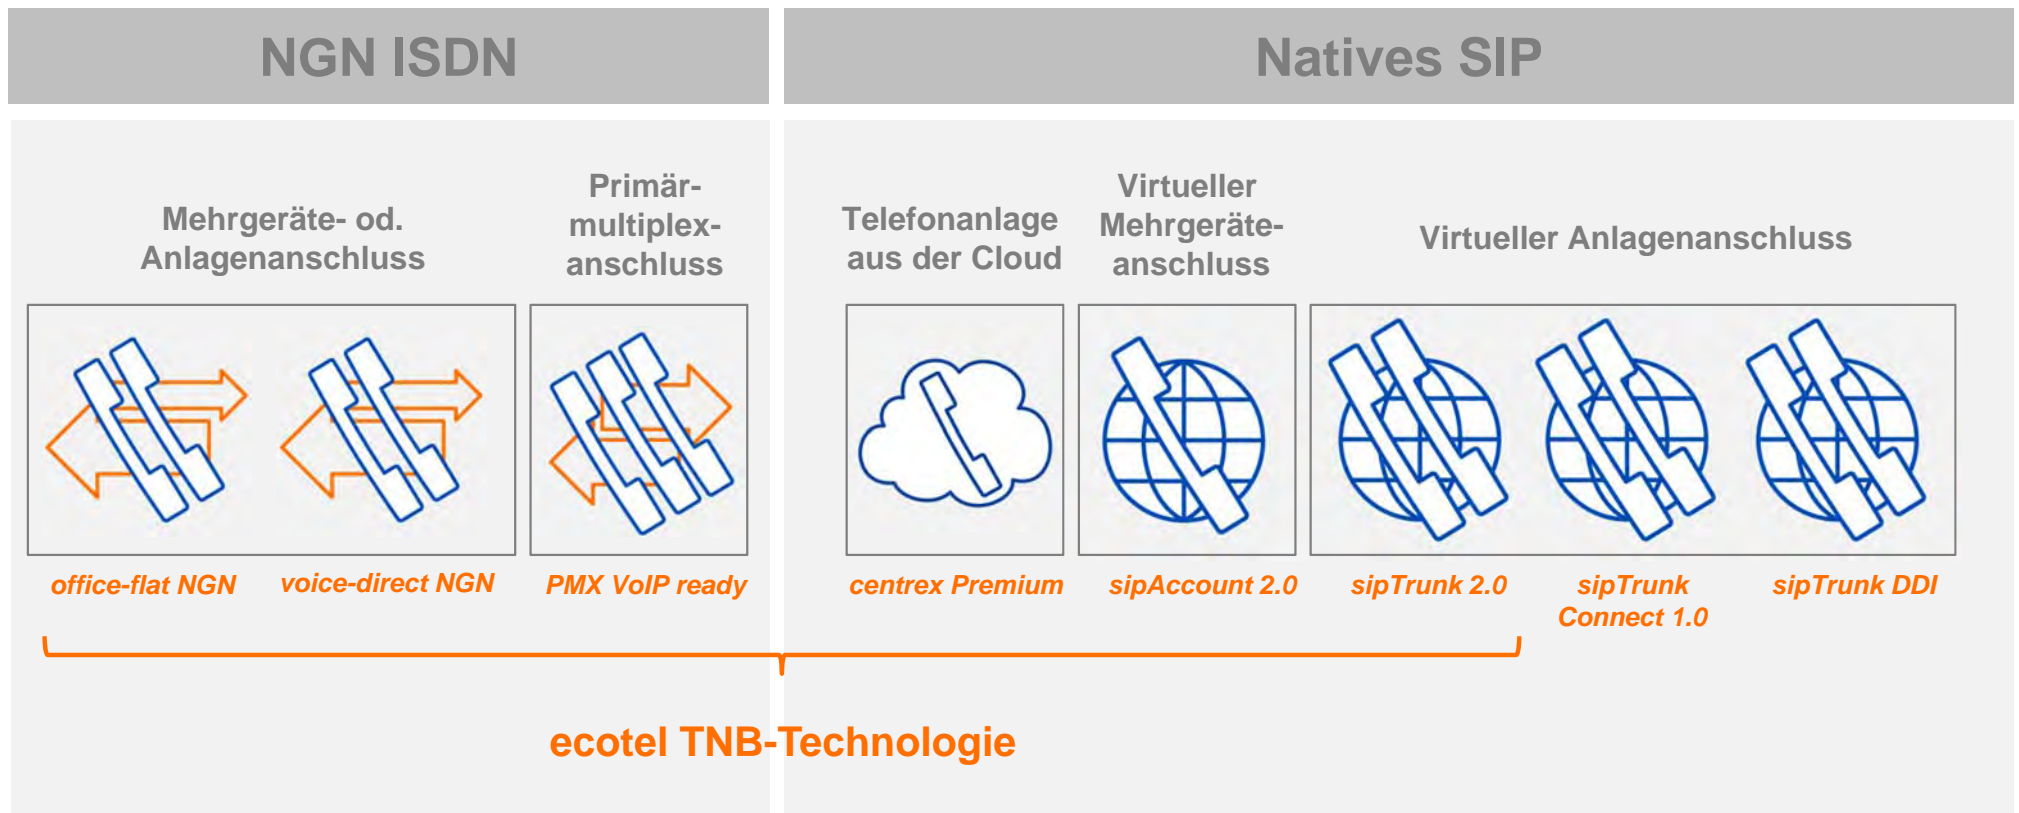 NGN ISDN
Natives SIP
Mehrgeräte- od.
Anlagenanschluss
Primär-
multiplex-
anschluss
Telefonanlage
aus der Cloud
Virtueller
Mehrgeräte-
anschluss
Virtueller Anlagenanschluss
office-flat NGN
voice-direct NGN
PMX VoIP ready
centrex Premium
sipAccount 2.0
sipTrunk 2.0
sipTrunk
Connect 1.0
sipTrunk DDI
ecotel TNB-Technologie